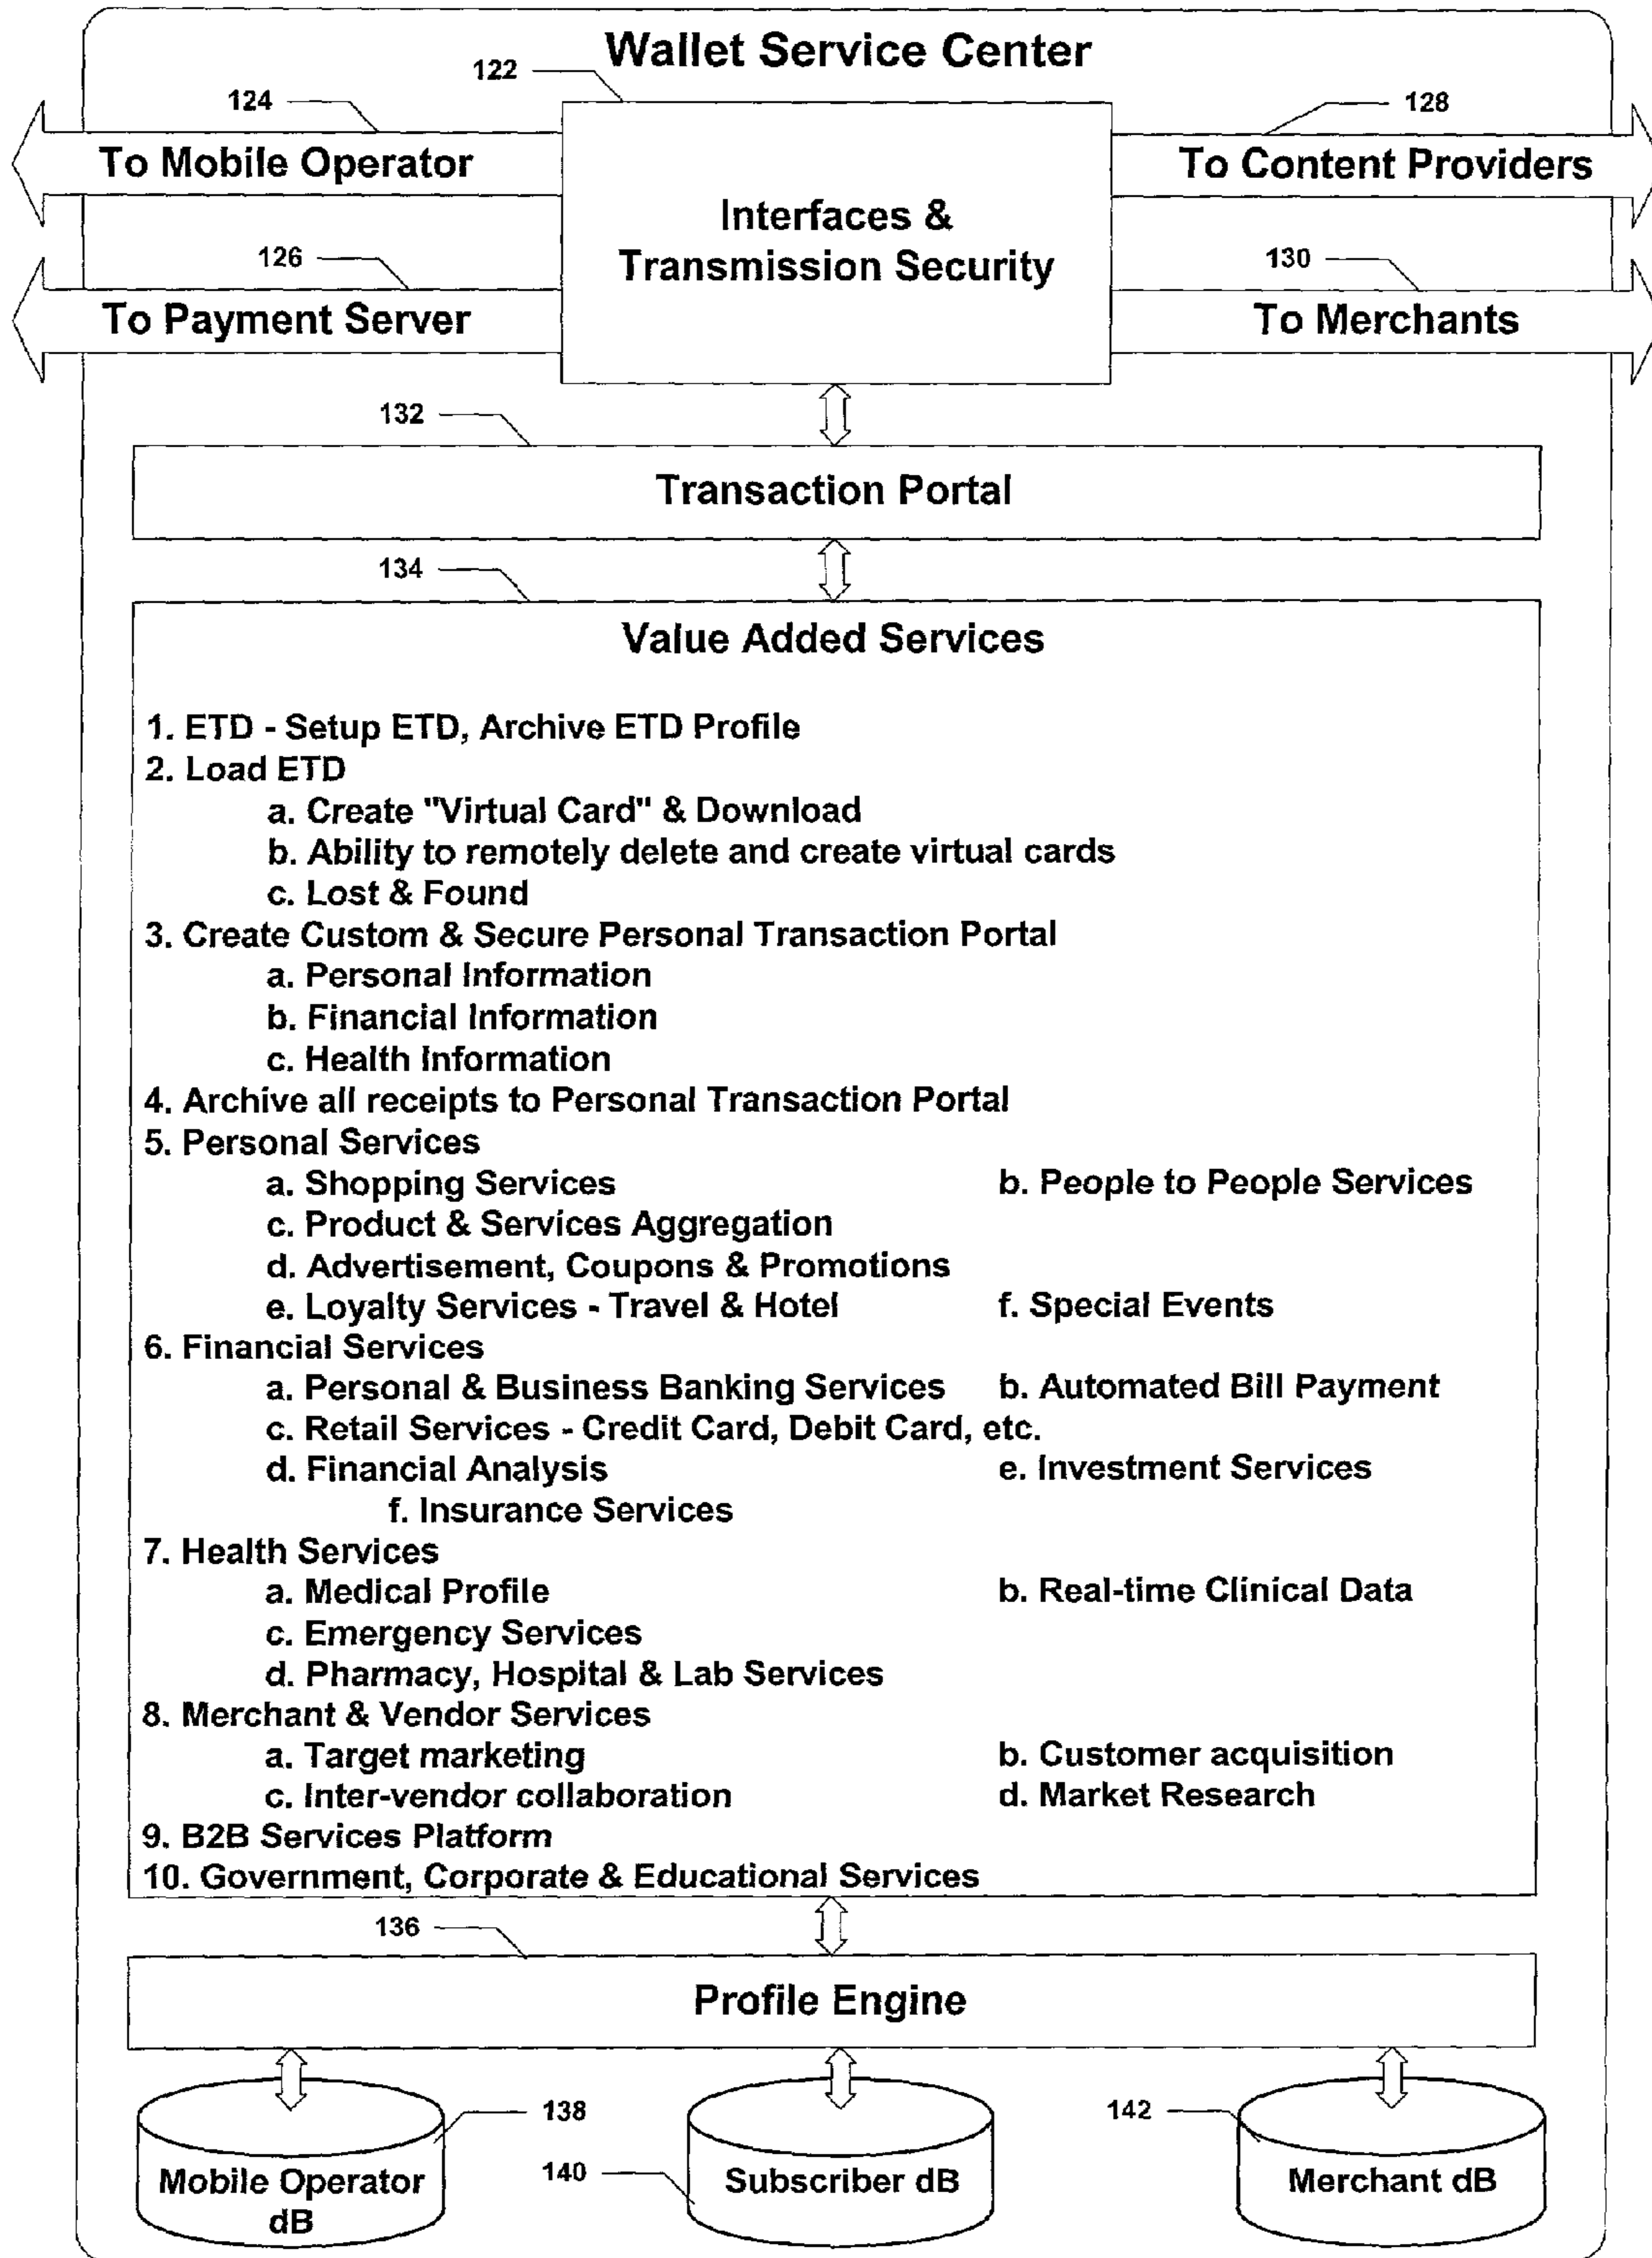 Wallet Service Center
122
124
128
To Mobile Operator
To Content Providers
Interfaces &
Transmission Security
126
130
To Payment Server
To Merchants
132
Transaction Portal
134
Value Added Services
1. ETD - Setup ETD, Archive ETD Profile
2. Load ETD
a. Create "Virtual Card" & Download
b. Ability to remotely delete and create virtual cards
c. Lost & Found
3. Create Custom & Secure Personal Transaction Portal
a. Personal Information
b. Financial Information
c. Health Information
4. Archive all receipts to Personal Transaction Portal
5. Personal Services
a. Shopping Services b. People to People Services
c. Product & Services Aggregation
d. Advertisement, Coupons & Promotions
e. Loyalty Services - Travel & Hotel f. Special Events
6. Financial Services
a. Personal & Business Banking Services b. Automated Bill Payment
c. Retail Services - Credit Card, Debit Card, etc.
d. Financial Analysis e. Investment Services
f. Insurance Services
7. Health Services
a. Medical Profile b. Real-time Clinical Data
c. Emergency Services
d. Pharmacy, Hospital & Lab Services
8. Merchant & Vendor Services
a. Target marketing b. Customer acquisition
c. Inter-vendor collaboration d. Market Research
9. B2B Services Platform
10. Government, Corporate & Educational Services
136
Profile Engine
138
142
140
Mobile Operator
dB
Subscriber dB
Merchant dB